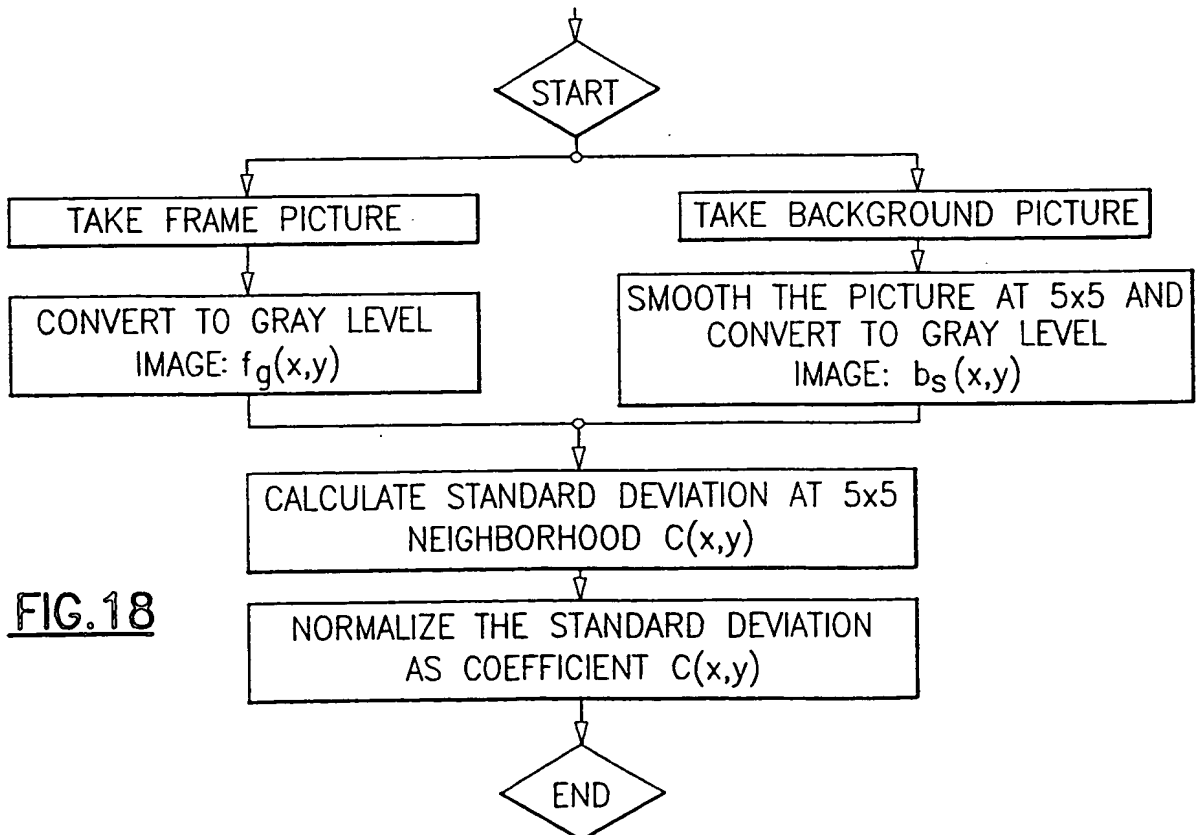 START
TAKE FRAME PICTURE
TAKE BACKGROUND PICTURE
CONVERT TO GRAY LEVEL
IMAGE: fg(x,y)
SMOOTH THE PICTURE AT 5x5 AND
CONVERT TO GRAY LEVEL
IMAGE: bs(x,y)
CALCULATE STANDARD DEVIATION AT 5x5
NEIGHBORHOOD C(x,y)
NORMALIZE THE STANDARD DEVIATION
AS COEFFICIENT C(x,y)
FIG.18
END